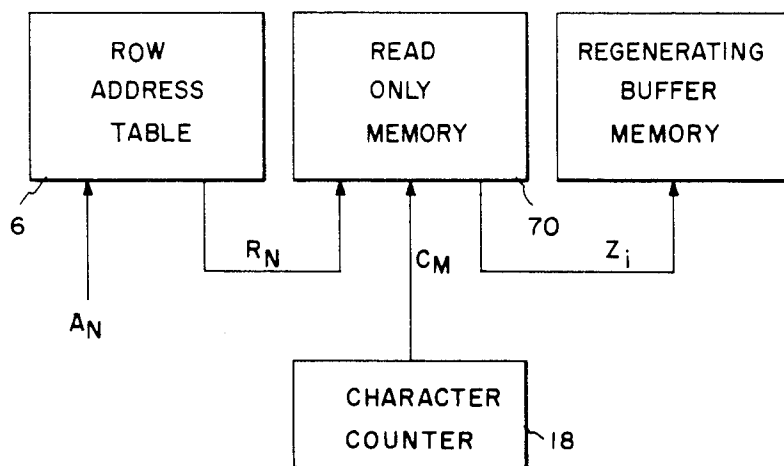 ROW
ADDRESS
TABLE
READ
ONLY
MEMORY
REGENERATING
BUFFER
MEMORY
6
70
RN
CM
Zi
AN
CHARACTER
COUNTER
18